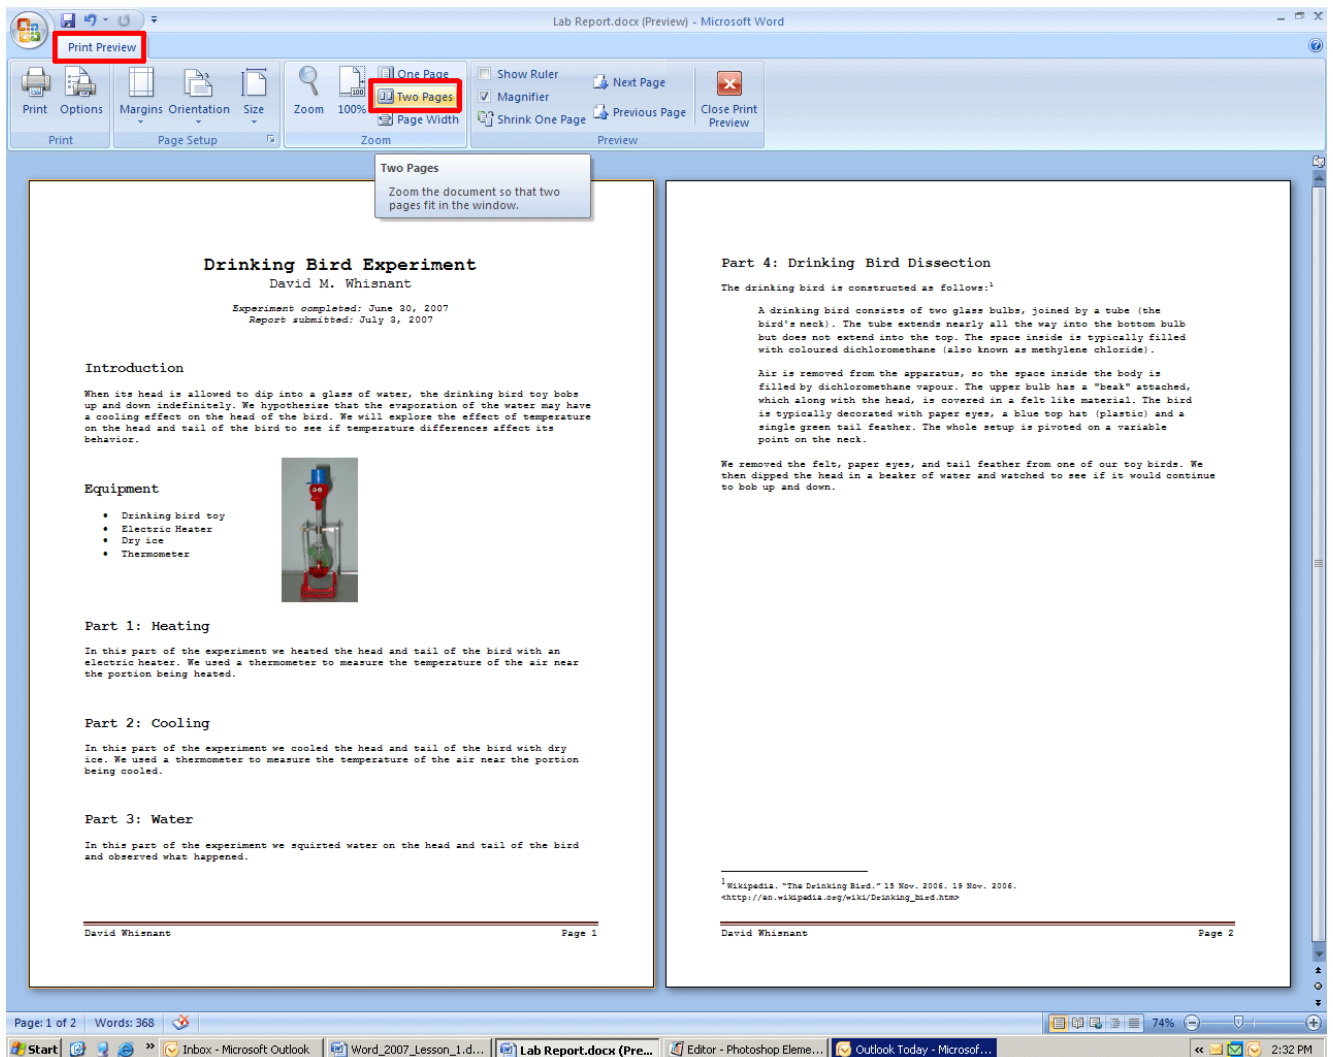 Lab Report.docx (Preview) - Microsoft Word
Print Preview
Print
Options
Margins
Orientation
Size
Zoom
100%
One Page
Two Pages
Page Width
Show Ruler
Magnifier
Shrink One Page
Next Page
Previous Page
Close Print
Preview
Print
Page Setup
Zoom
Preview
Two Pages
Zoom the document so that two
pages fit in the window.
Drinking Bird Experiment
David M. Whisnant
Experiment completed: June 30, 2007
Report submitted: July 3, 2007
Introduction
When its head is allowed to dip into a glass of water, the drinking bird toy bobs
up and down indefinitely. We hypothesize that the evaporation of the water may have
a cooling effect on the head of the bird. We will explore the effect of temperature
on the head and tail of the bird to see if temperature differences affect its
behavior.
Equipment
• Drinking bird toy
• Electric Heater
• Dry ice
• Thermometer
Part 1: Heating
In this part of the experiment we heated the head and tail of the bird with an
electric heater. We used a thermometer to measure the temperature of the air near
the portion being heated.
Part 2: Cooling
In this part of the experiment we cooled the head and tail of the bird with dry
ice. We used a thermometer to measure the temperature of the air near the portion
being cooled.
Part 3: Water
In this part of the experiment we squirted water on the head and tail of the bird
and observed what happened.
David Whisnant Page 1
Part 4: Drinking Bird Dissection
The drinking bird is constructed as follows:1
A drinking bird consists of two glass bulbs, joined by a tube (the
bird's neck). The tube extends nearly all the way into the bottom bulb
but does not extend into the top. The space inside is typically filled
with coloured dichloromethane (also known as methylene chloride).
Air is removed from the apparatus, so the space inside the body is
filled by dichloromethane vapour. The upper bulb has a "beak" attached,
which along with the head, is covered in a felt like material. The bird
is typically decorated with paper eyes, a blue top hat (plastic) and a
single green tail feather. The whole setup is pivoted on a variable
point on the neck.
We removed the felt, paper eyes, and tail feather from one of our toy birds. We
then dipped the head in a beaker of water and watched to see if it would continue
to bob up and down.
1 Wikipedia. "The Drinking Bird." 15 Nov. 2006. 19 Nov. 2006.
<http://en.wikipedia.org/wiki/Drinking_bird.htm>
David Whisnant Page 2
Page: 1 of 2 Words: 368
74%
Start
»
Inbox - Microsoft Outlook
Word_2007_Lesson_1.d...
Lab Report.docx (Pre...
Editor - Photoshop Eleme...
Outlook Today - Microsof...
«
2:32 PM